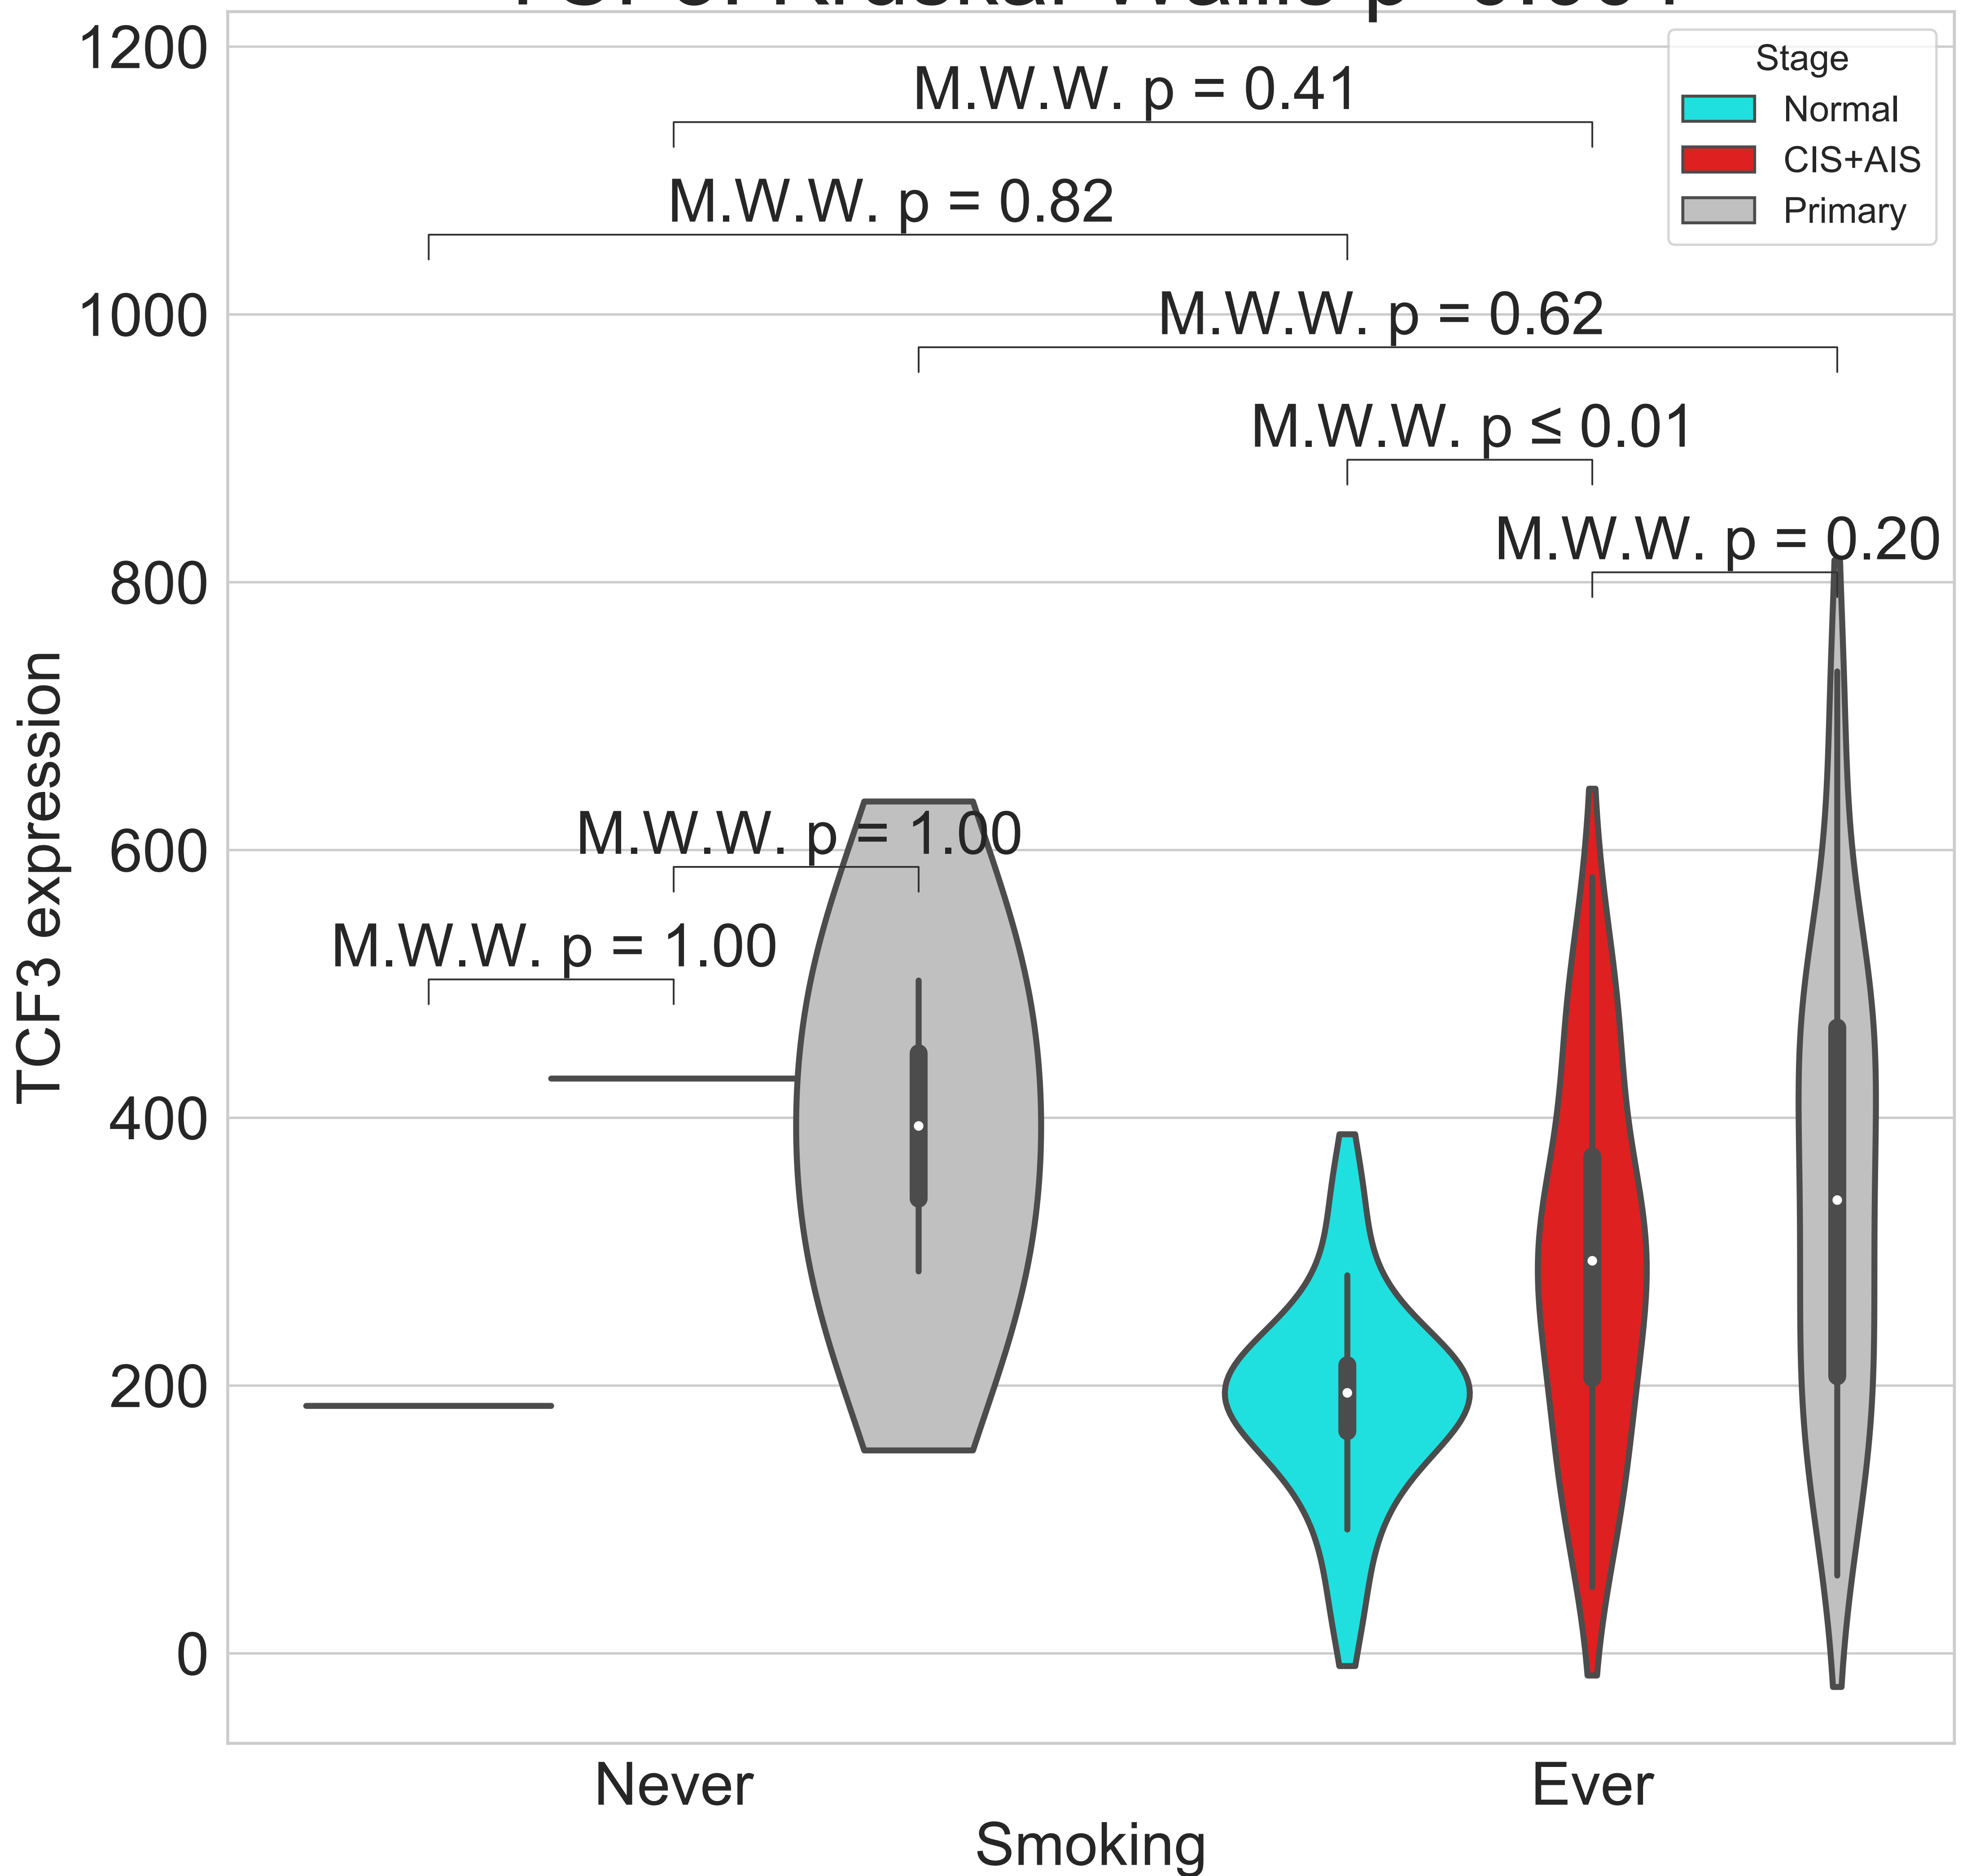 1200
1000
800
600
400
200
0
TCF3 expression
Stage
Normal
CIS+AIS
Primary
M.W.W. p = 0.41
M.W.W. p = 0.82
M.W.W. p = 0.62
M.W.W. p ≤ 0.01
M.W.W. p = 0.20
M.W.W. p = 1.00
M.W.W. p = 1.00
Never
Ever
Smoking